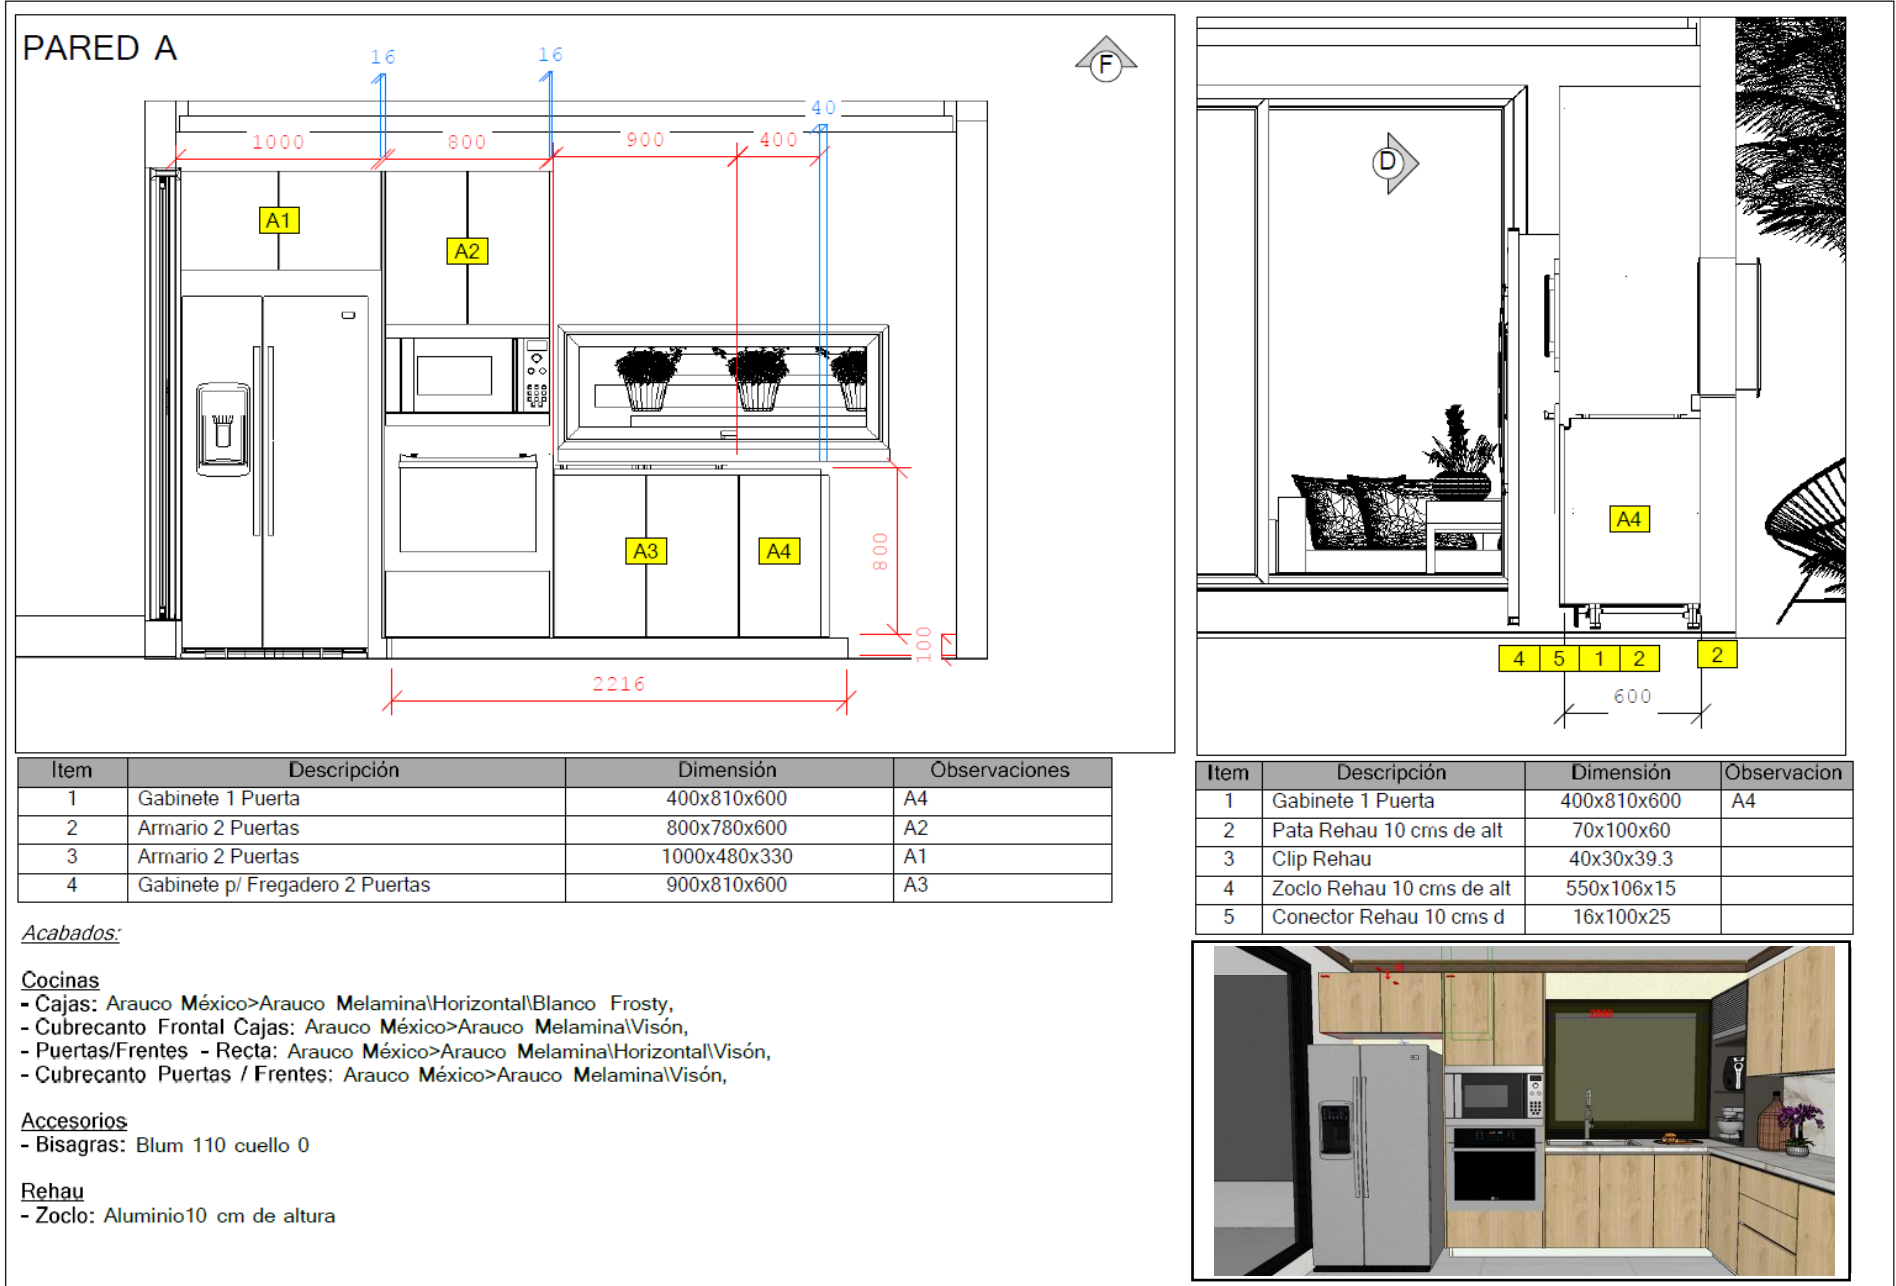 PARED A
16
16
F
40
1000
800
900
400
A1
A2
A3
A4
800
100
2216
D
A4
4 5 1 2
2
600
Item Descripción Dimensión Observaciones
1 Gabinete 1 Puerta 400x810x600 A4
2 Armario 2 Puertas 800x780x600 A2
3 Armario 2 Puertas 1000x480x330 A1
4 Gabinete p/ Fregadero 2 Puertas 900x810x600 A3
Item Descripción Dimensión Observacion
1 Gabinete 1 Puerta 400x810x600 A4
2 Pata Rehau 10 cms de alt 70x100x60
3 Clip Rehau 40x30x39.3
4 Zoclo Rehau 10 cms de alt 550x106x15
5 Conector Rehau 10 cms d 16x100x25
Acabados:
Cocinas
- Cajas: Arauco México>Arauco Melamina\Horizontal\Blanco Frosty,
- Cubrecanto Frontal Cajas: Arauco México>Arauco Melamina\Visón,
- Puertas/Frentes - Recta: Arauco México>Arauco Melamina\Horizontal\Visón,
- Cubrecanto Puertas / Frentes: Arauco México>Arauco Melamina\Visón,
Accesorios
- Bisagras: Blum 110 cuello 0
Rehau
- Zoclo: Aluminio10 cm de altura